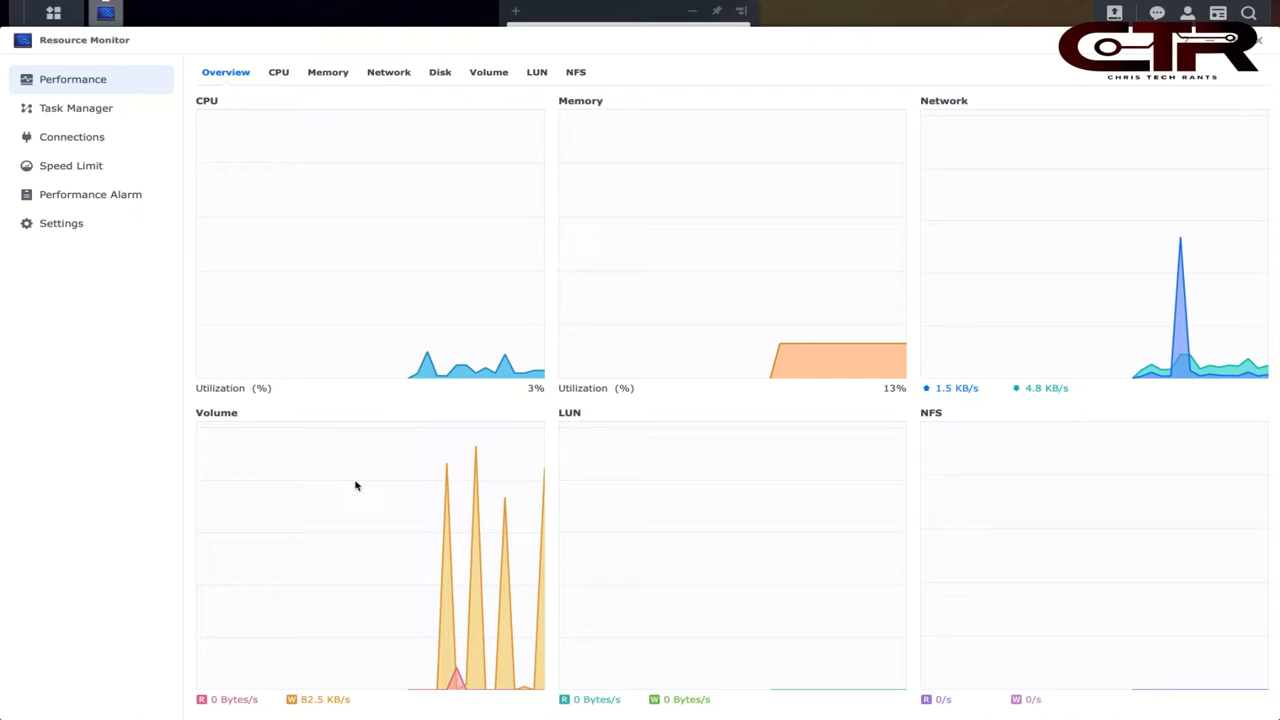 Resource Monitor
CTR
CHRIS TECH RANTS
Performance
Task Manager
Connections
Speed Limit
Performance Alarm
Settings
Overview CPU Memory Network Disk Volume LUN NFS
CPU
Utilization (%) 3%
Memory
Utilization (%) 13%
Network
1.5 KB/s 4.8 KB/s
Volume
R 0 Bytes/s W 82.5 KB/s
LUN
R 0 Bytes/s W 0 Bytes/s
NFS
R 0/s W 0/s